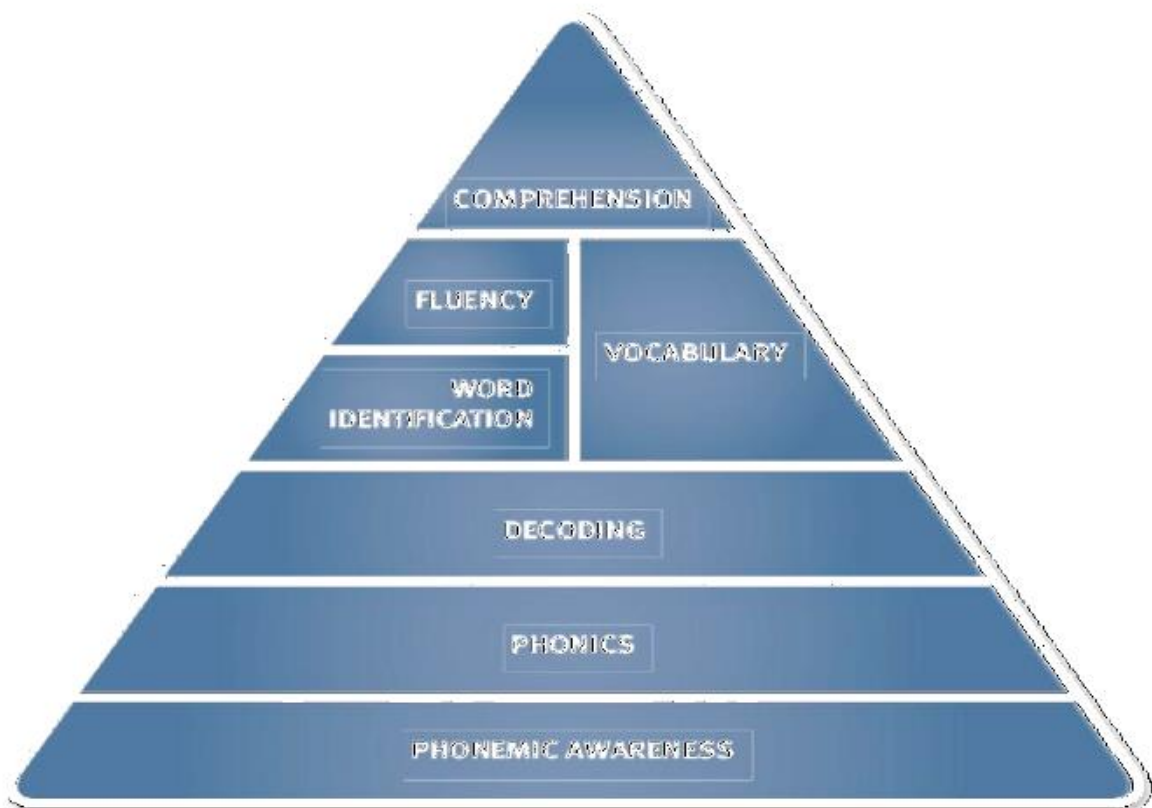 COMPREHENSION
FLUENCY
VOCABULARY
WORD
IDENTIFICATION
DECODING
PHONICS
PHONEMIC AWARENESS